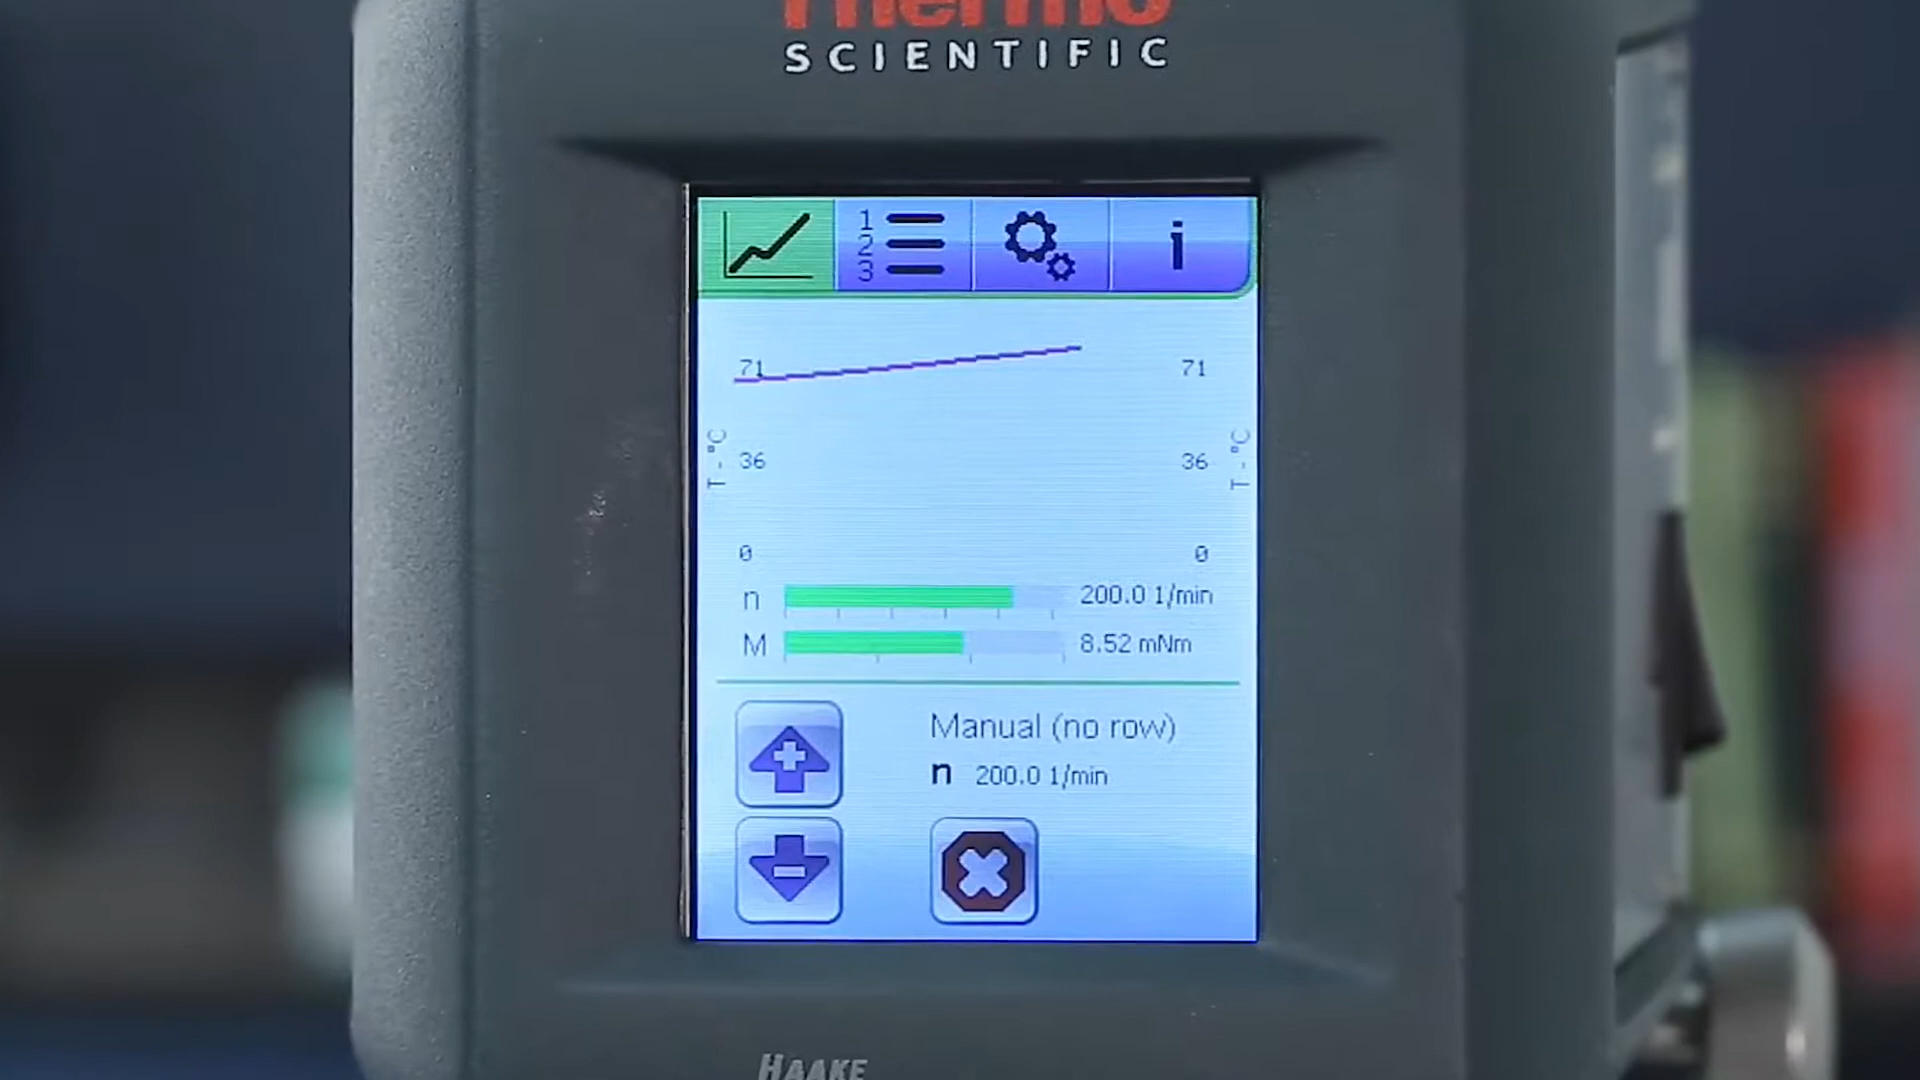 Thermo
SCIENTIFIC
1
2
3
i
71 71
T - °C 36 36 T - °C
0 0
n 200.0 1/min
M 8.52 mNm
Manual (no row)
n 200.0 1/min
HAAKE